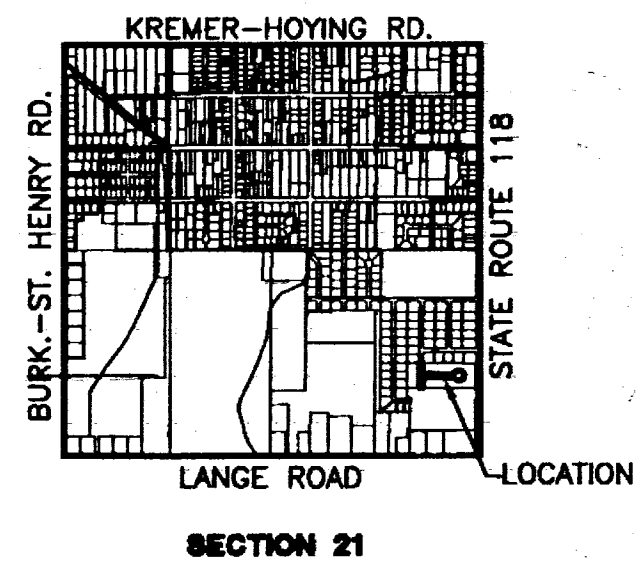 KREMER-HOYING RD.
BURK.-ST. HENRY RD.
STATE ROUTE 118
LANGE ROAD
LOCATION
SECTION 21